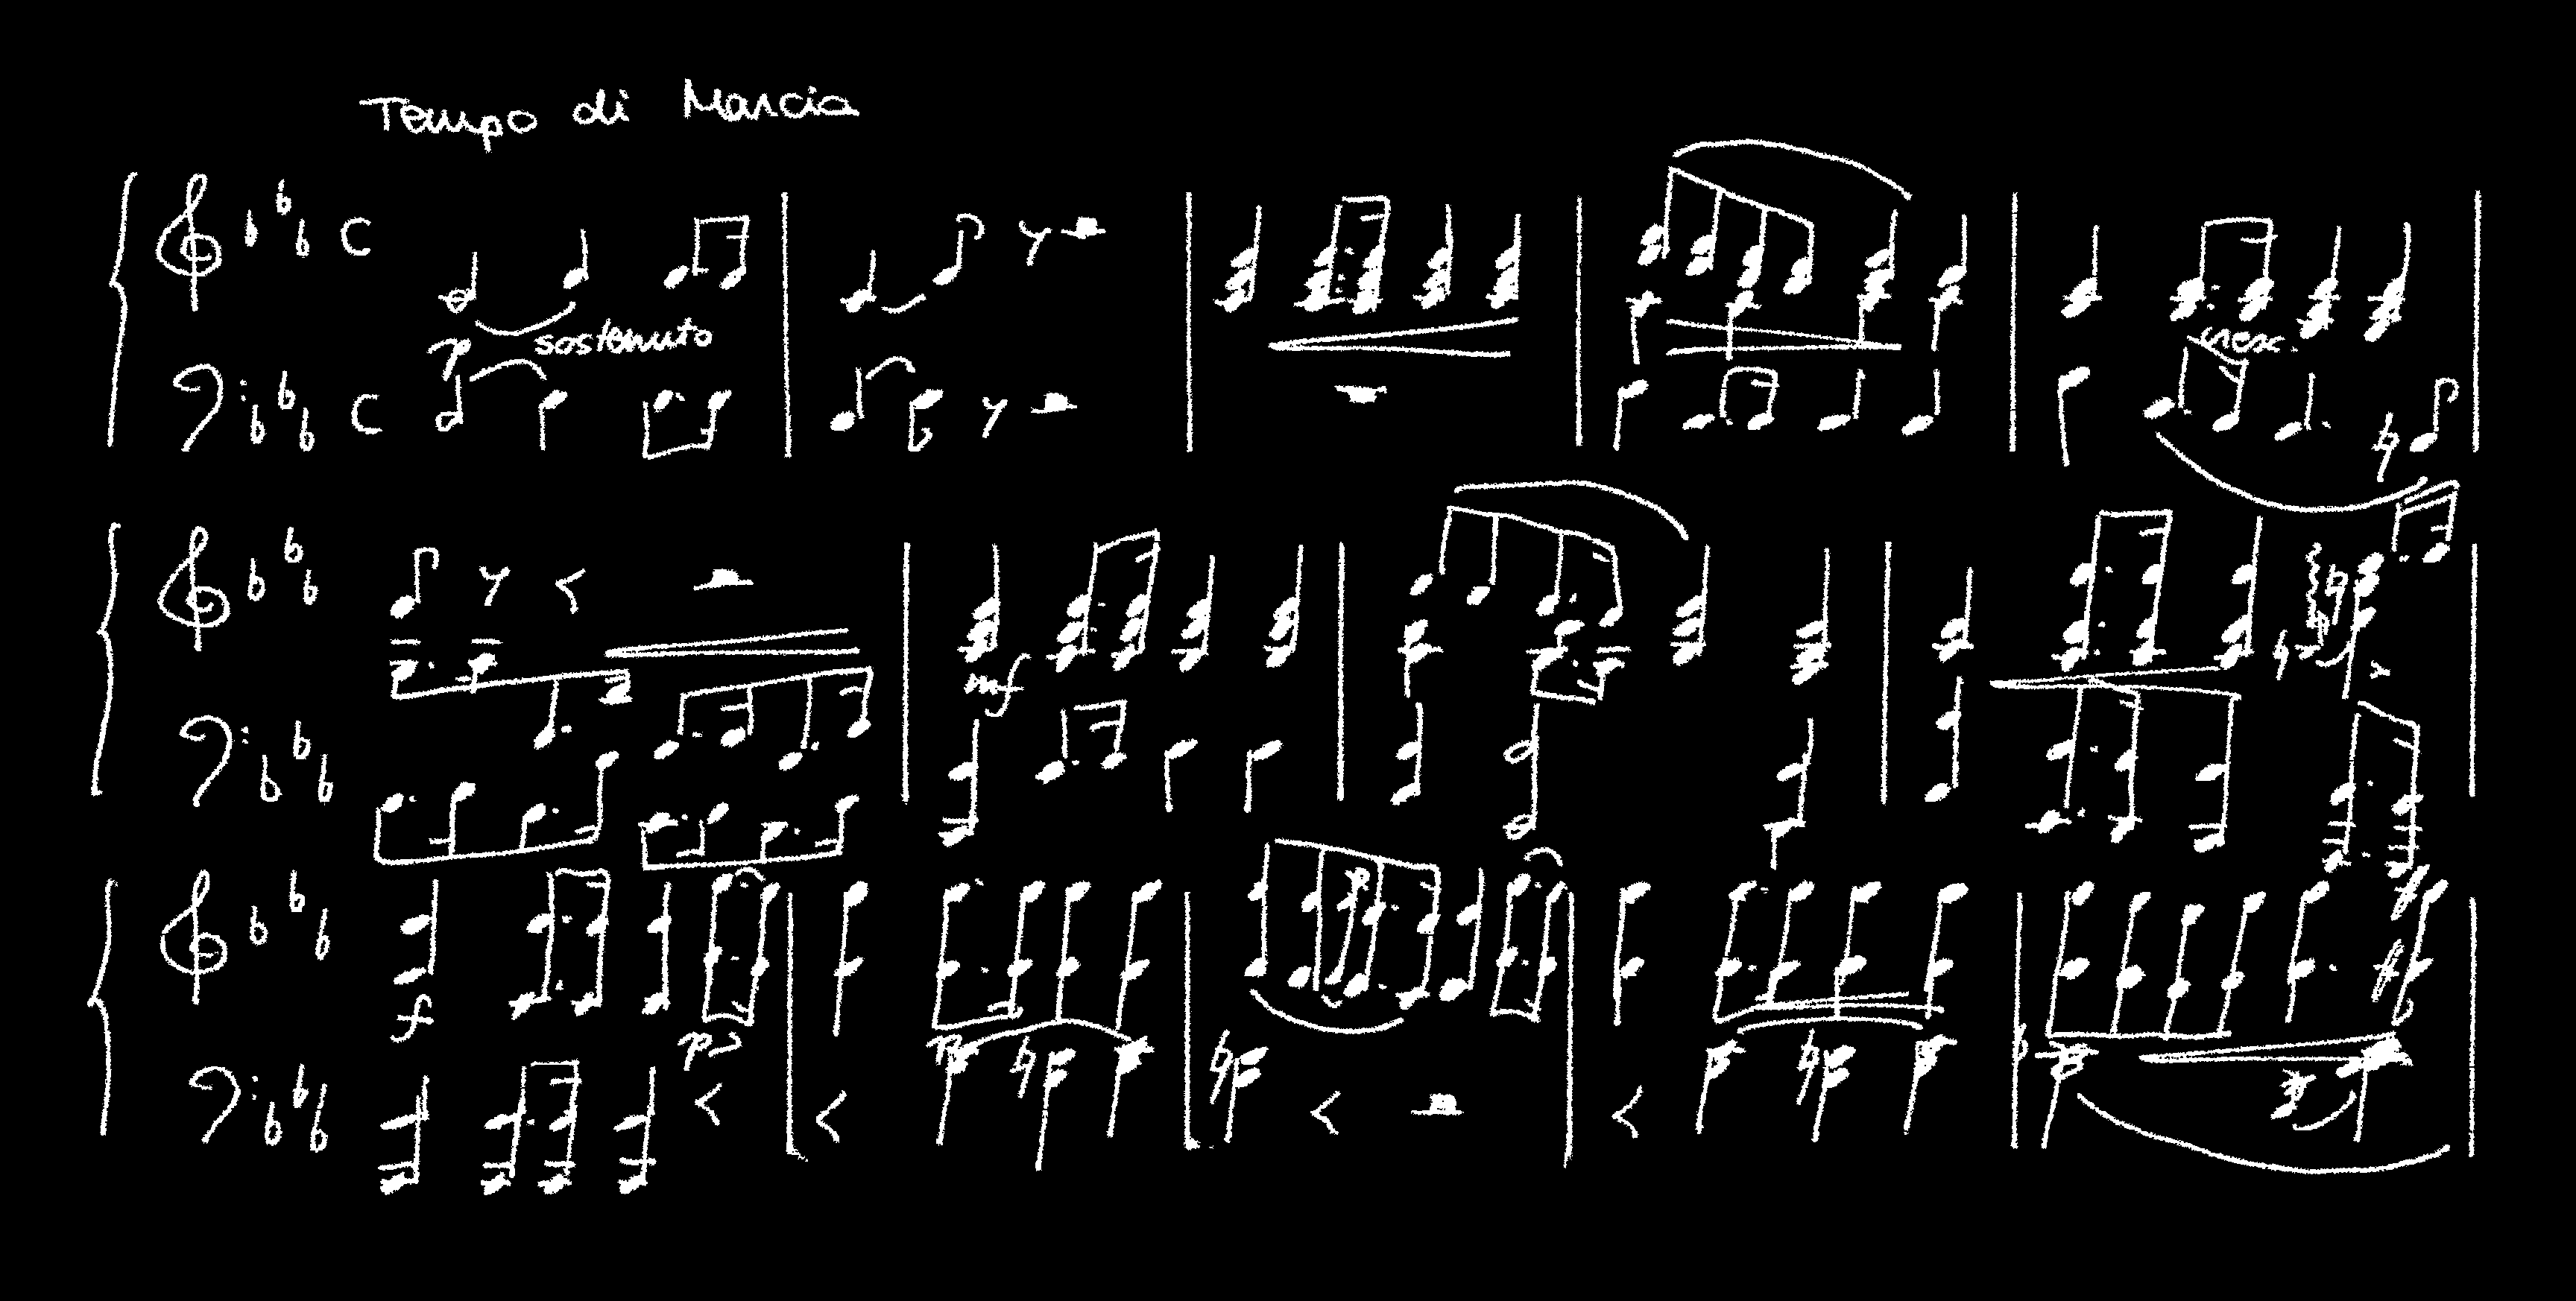 Tempo di Marcia
C
p sostenuto
C
cresc.
mf
f
p
p
p